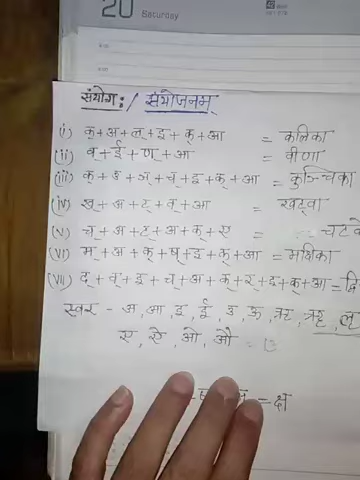 20 Saturday
संयोग: / संयोजनम्
(i) क्+अ+ल्+इ+क्+आ = कलिका
(ii) व्+ई+ण्+आ = वीणा
(iii) क्+उ+ञ्+च्+इ+क्+आ = कुञ्चिका
(iv) ख्+अ+ट्+व्+आ = खट्वा
(v) च्+अ+ट्+अ+क्+ए चटके
(vi) म्+अ+क्+ष्+इ+क्+आ = मक्षिका
(vii) द्+व्+इ+च्+अ+क्+र्+इ+क्+आ = द्वि
स्वर - अ, आ, इ, ई, उ, ऊ, ऋ, ॠ, लृ
ए, ऐ, ओ, औ =
= क्ष